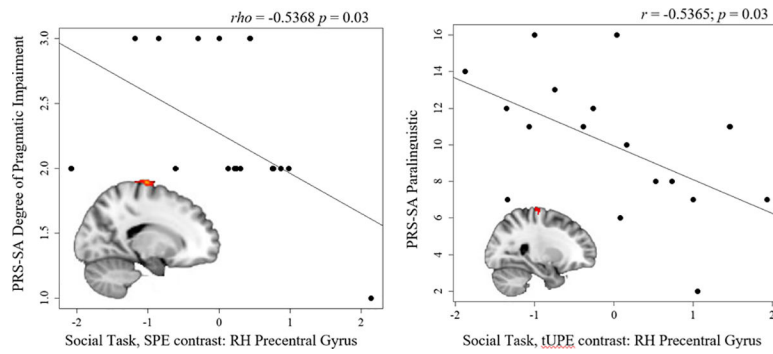 rho = -0.5368 p = 0.03
PRS-SA Degree of Pragmatic Impairment
3.0
2.5
2.0
1.5
1.0
-2 -1 0 1 2
Social Task, SPE contrast: RH Precentral Gyrus
r = -0.5365; p = 0.03
PRS-SA Paralinguistic
16
14
12
10
8
6
4
2
-2 -1 0 1 2
Social Task, tUPE contrast: RH Precentral Gyrus